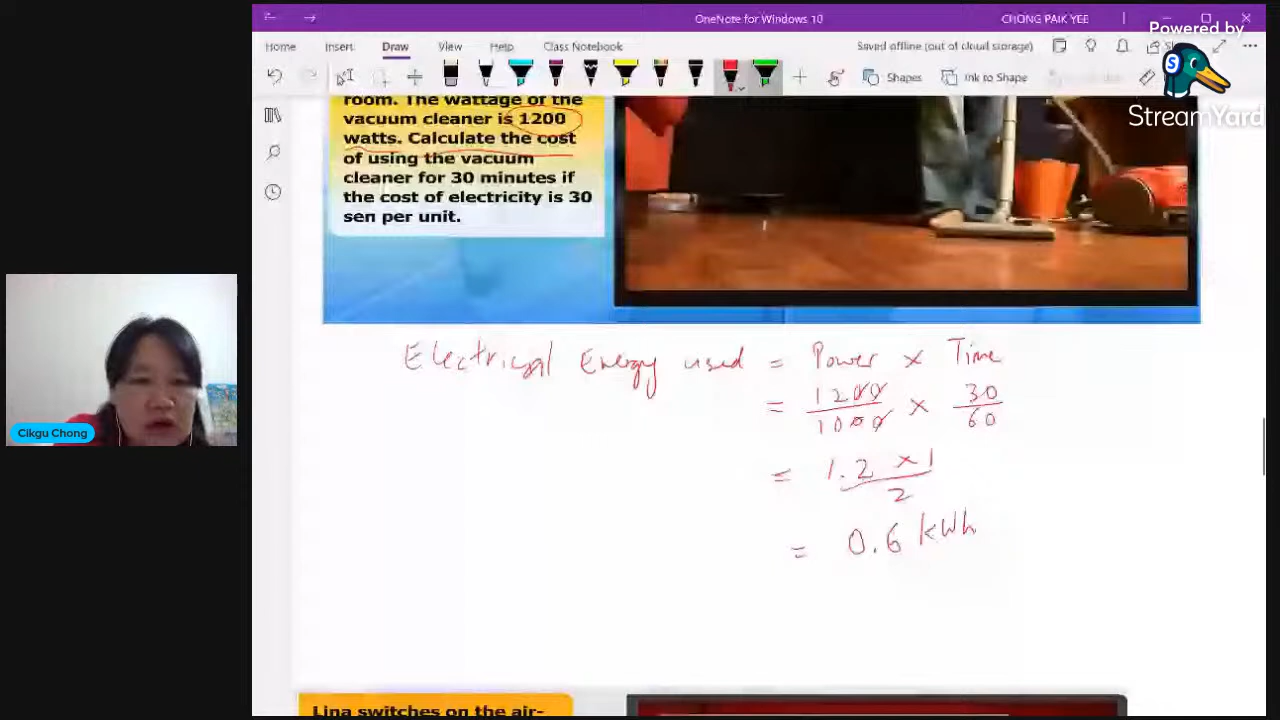 OneNote for Windows 10
CHONG PAIK YEE
Powered by
StreamYard
Home Insert Draw View Help Class Notebook
Saved offline (out of cloud storage)
Shapes
Ink to Shape
room. The wattage of the
vacuum cleaner is 1200
watts. Calculate the cost
of using the vacuum
cleaner for 30 minutes if
the cost of electricity is 30
sen per unit.
Electrical Energy used = Power × Time
= 1200/1000 × 30/60
= 1.2 × 1/2
= 0.6 kWh
Cikgu Chong
Lina switches on the air-